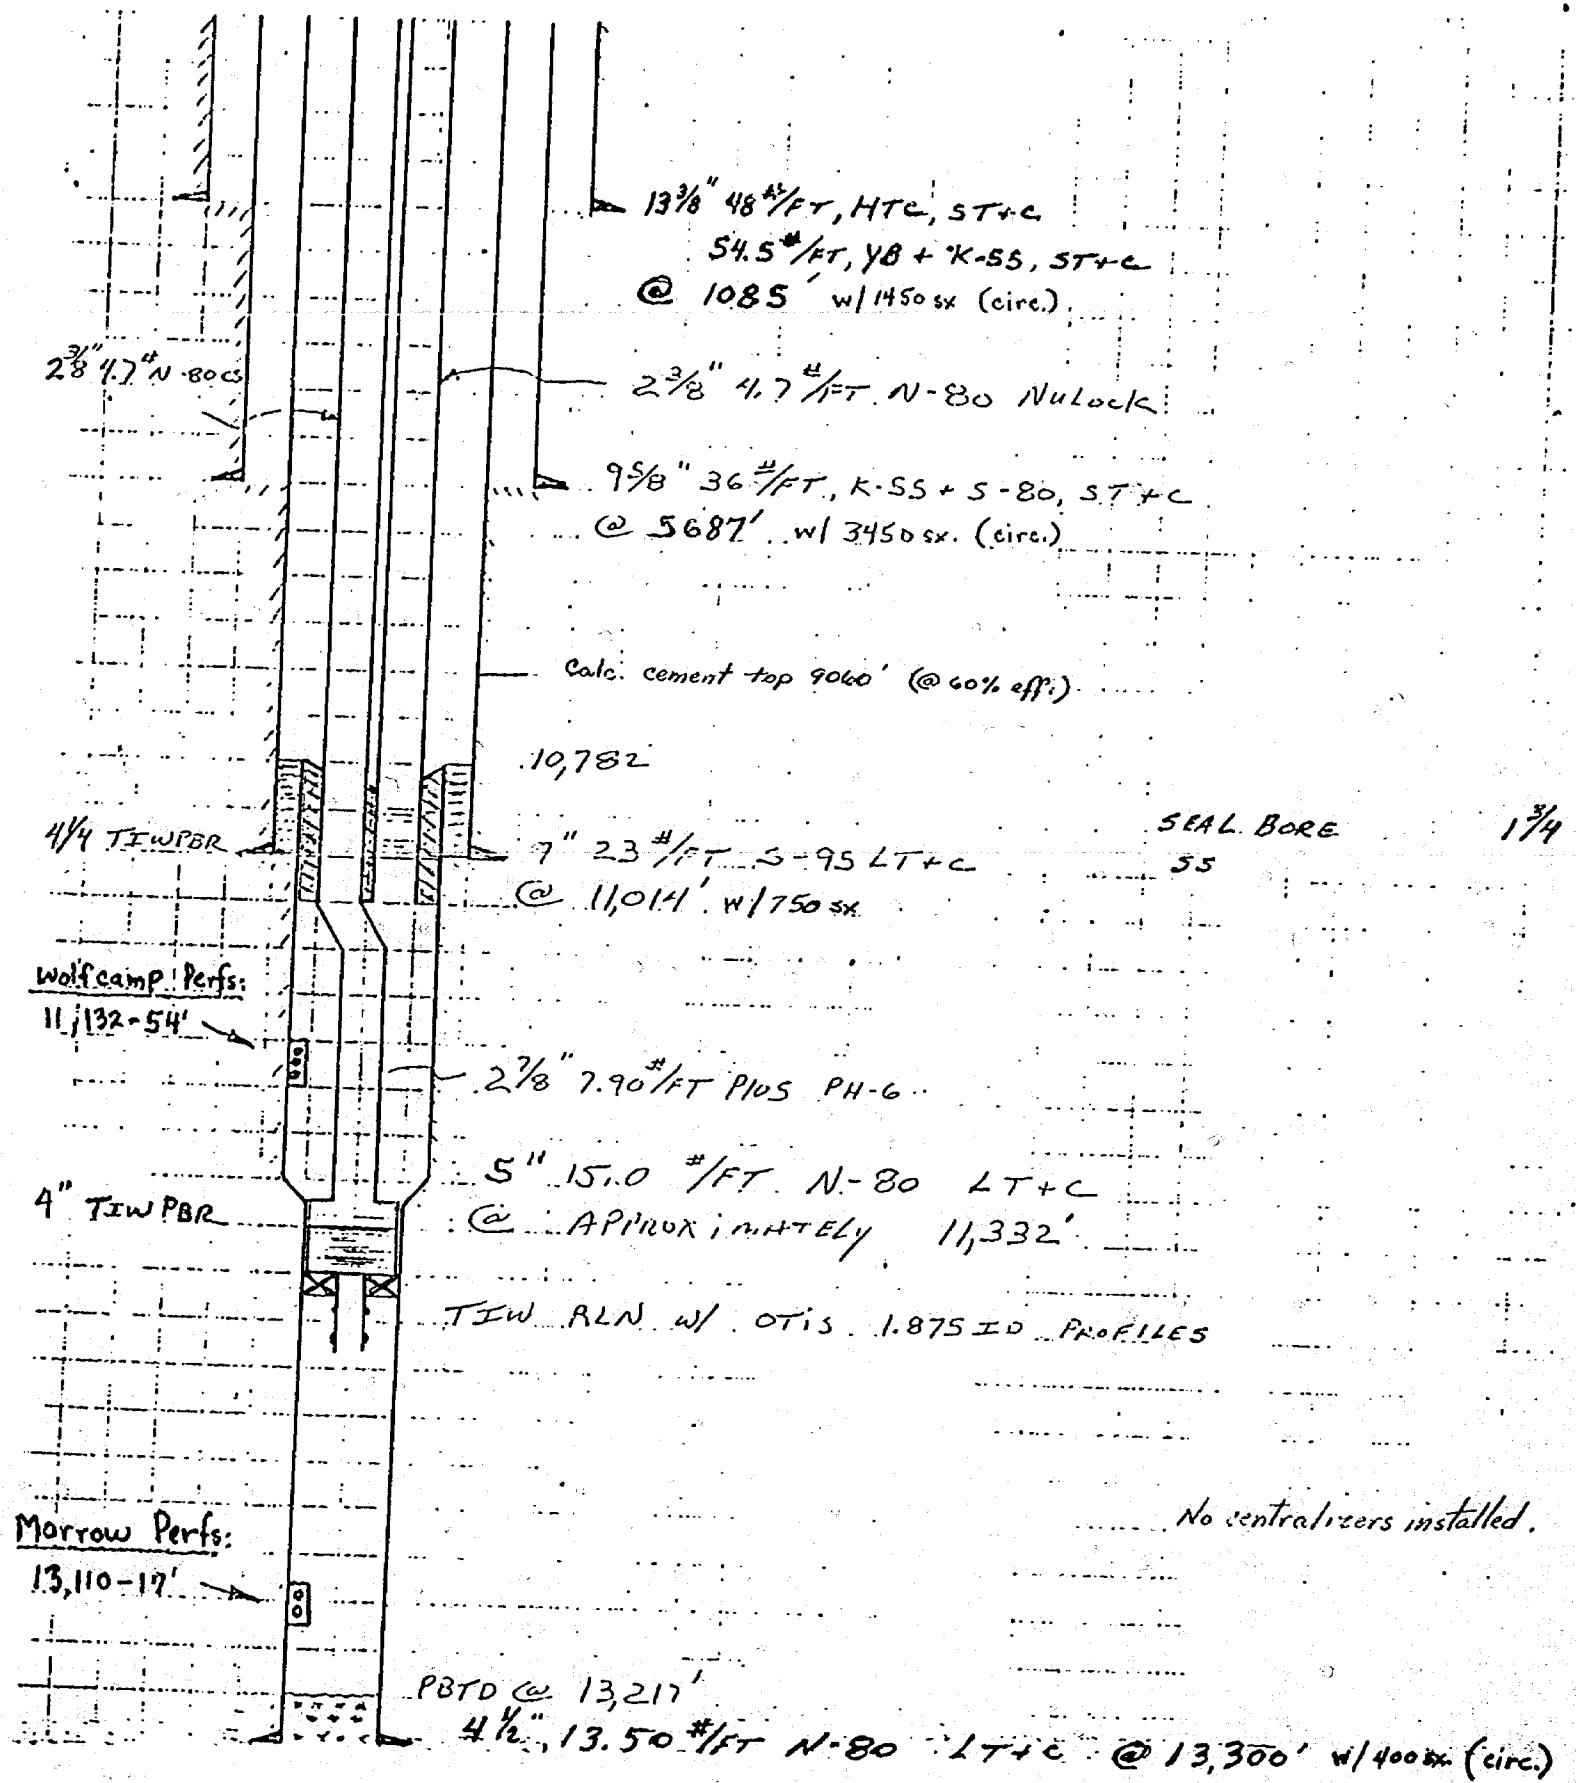 13 3/8" 48 #/FT, HTC, ST+C
54.5 #/FT, YB + K-55, ST+C
@ 1085' w/ 1450 sx (circ.)
2 3/8" 4.7 # N-80 CS
2 3/8" 4.7 #/FT N-80 NULOCK
9 5/8" 36 #/FT, K-55 + S-80, ST+C
@ 5687' w/ 3450 sx. (circ.)
Calc. cement top 9060' (@ 60% eff.)
10,782
4 1/4 TIW PBR
SEAL BORE 1 3/4
SS
7" 23 #/FT S-95 LT+C
@ 11,014' w/ 750 sx
Wolfcamp Perfs:
11,132-54'
2 7/8" 7.90 #/FT PLUS PH-6
5" 15.0 #/FT N-80 LT+C
4" TIW PBR
@ APPROXIMATELY 11,332'
TIW RLN W/ OTIS 1.875 ID PROFILES
No centralizers installed.
Morrow Perfs:
13,110-17'
PBTD @ 13,217'
4 1/2", 13.50 #/FT N-80 LT+C @ 13,300' w/ 400 sx (circ.)